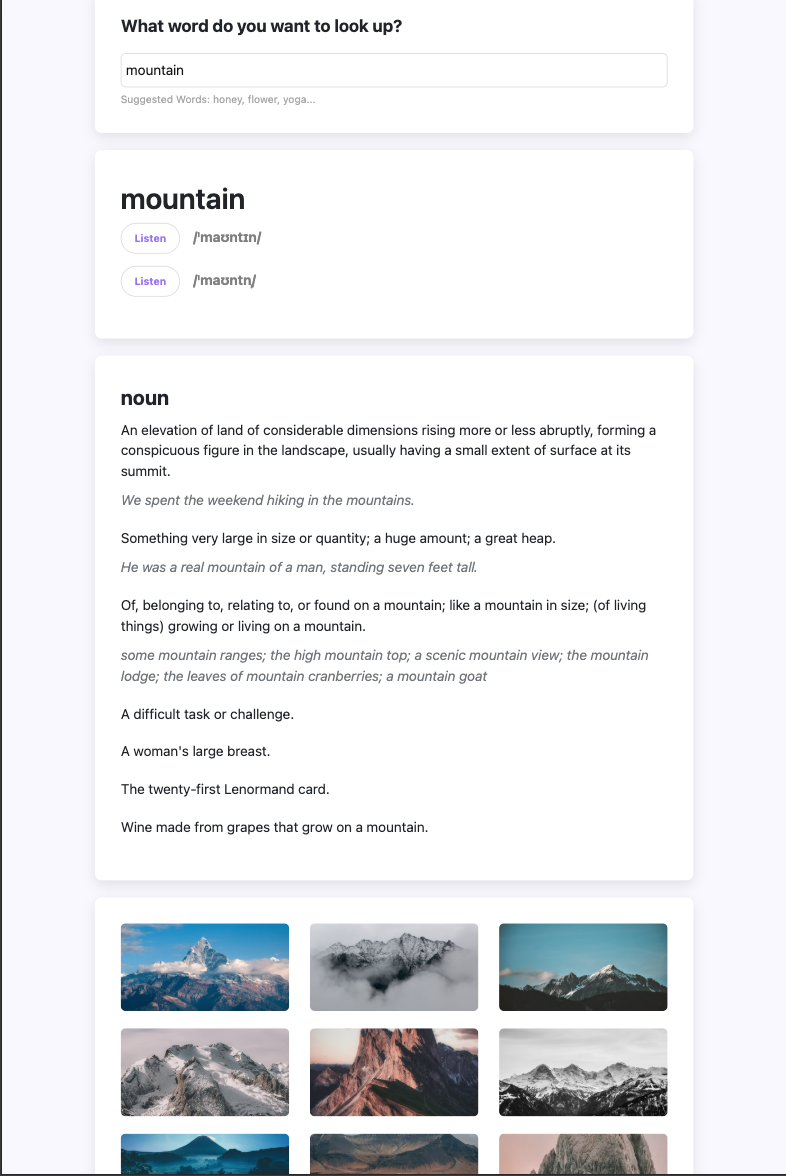 What word do you want to look up?
mountain
Suggested Words: honey, flower, yoga...
mountain
Listen /ˈmaʊntɪn/
Listen /ˈmaʊntn/
noun
An elevation of land of considerable dimensions rising more or less abruptly, forming a
conspicuous figure in the landscape, usually having a small extent of surface at its
summit.
We spent the weekend hiking in the mountains.
Something very large in size or quantity; a huge amount; a great heap.
He was a real mountain of a man, standing seven feet tall.
Of, belonging to, relating to, or found on a mountain; like a mountain in size; (of living
things) growing or living on a mountain.
some mountain ranges; the high mountain top; a scenic mountain view; the mountain
lodge; the leaves of mountain cranberries; a mountain goat
A difficult task or challenge.
A woman's large breast.
The twenty-first Lenormand card.
Wine made from grapes that grow on a mountain.